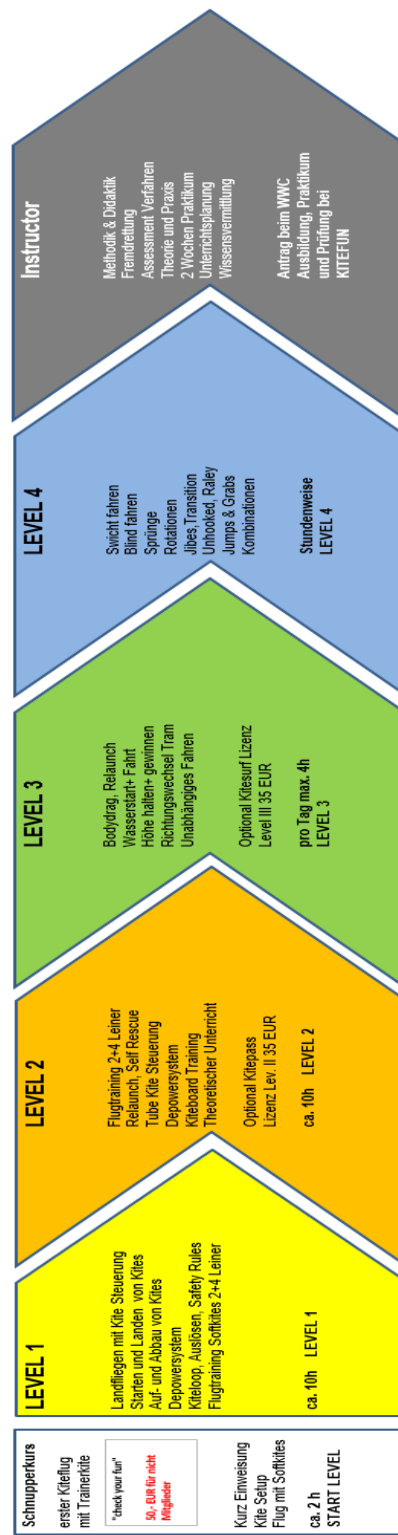 Schnupperkurs
erster Kiteflug
mit Trainerkite
"check your fun"
50,- EUR für nicht
Mitglieder
Kurz Einweisung
Kite Setup
Flug mit Softkites
ca. 2 h
START LEVEL
LEVEL 1
Landfliegen mit Kite Steuerung
Starten und Landen von Kites
Auf- und Abbau von Kites
Depowersystem
Kiteloop, Auslösen, Safety Rules
Flugtraining Softkites 2+4 Leiner
ca. 10h LEVEL 1
LEVEL 2
Flugtraining 2+4 Leiner
Relaunch, Self Rescue
Tube Kite Steuerung
Depowersystem
Kiteboard Training
Theoretischer Unterricht
Optional Kitepass
Lizenz Lev. II 35 EUR
ca. 10h LEVEL 2
LEVEL 3
Bodydrag, Relaunch
Wasserstart+ Fahrt
Höhe halten+ gewinnen
Richtungswechsel Tram
Unabhängiges Fahren
Optional Kitesurf Lizenz
Level III 35 EUR
pro Tag max. 4h
LEVEL 3
LEVEL 4
Swicht fahren
Blind fahren
Sprünge
Rotationen
Jibes,Transition
Unhooked, Raley
Jumps & Grabs
Kombinationen
Stundenweise
LEVEL 4
Instructor
Methodik & Didaktik
Fremdrettung
Assessment Verfahren
Theorie und Praxis
2 Wochen Praktikum
Unterrichtsplanung
Wissensvermittlung
Antrag beim WWC
Ausbildung, Praktikum
und Prüfung bei
KITEFUN